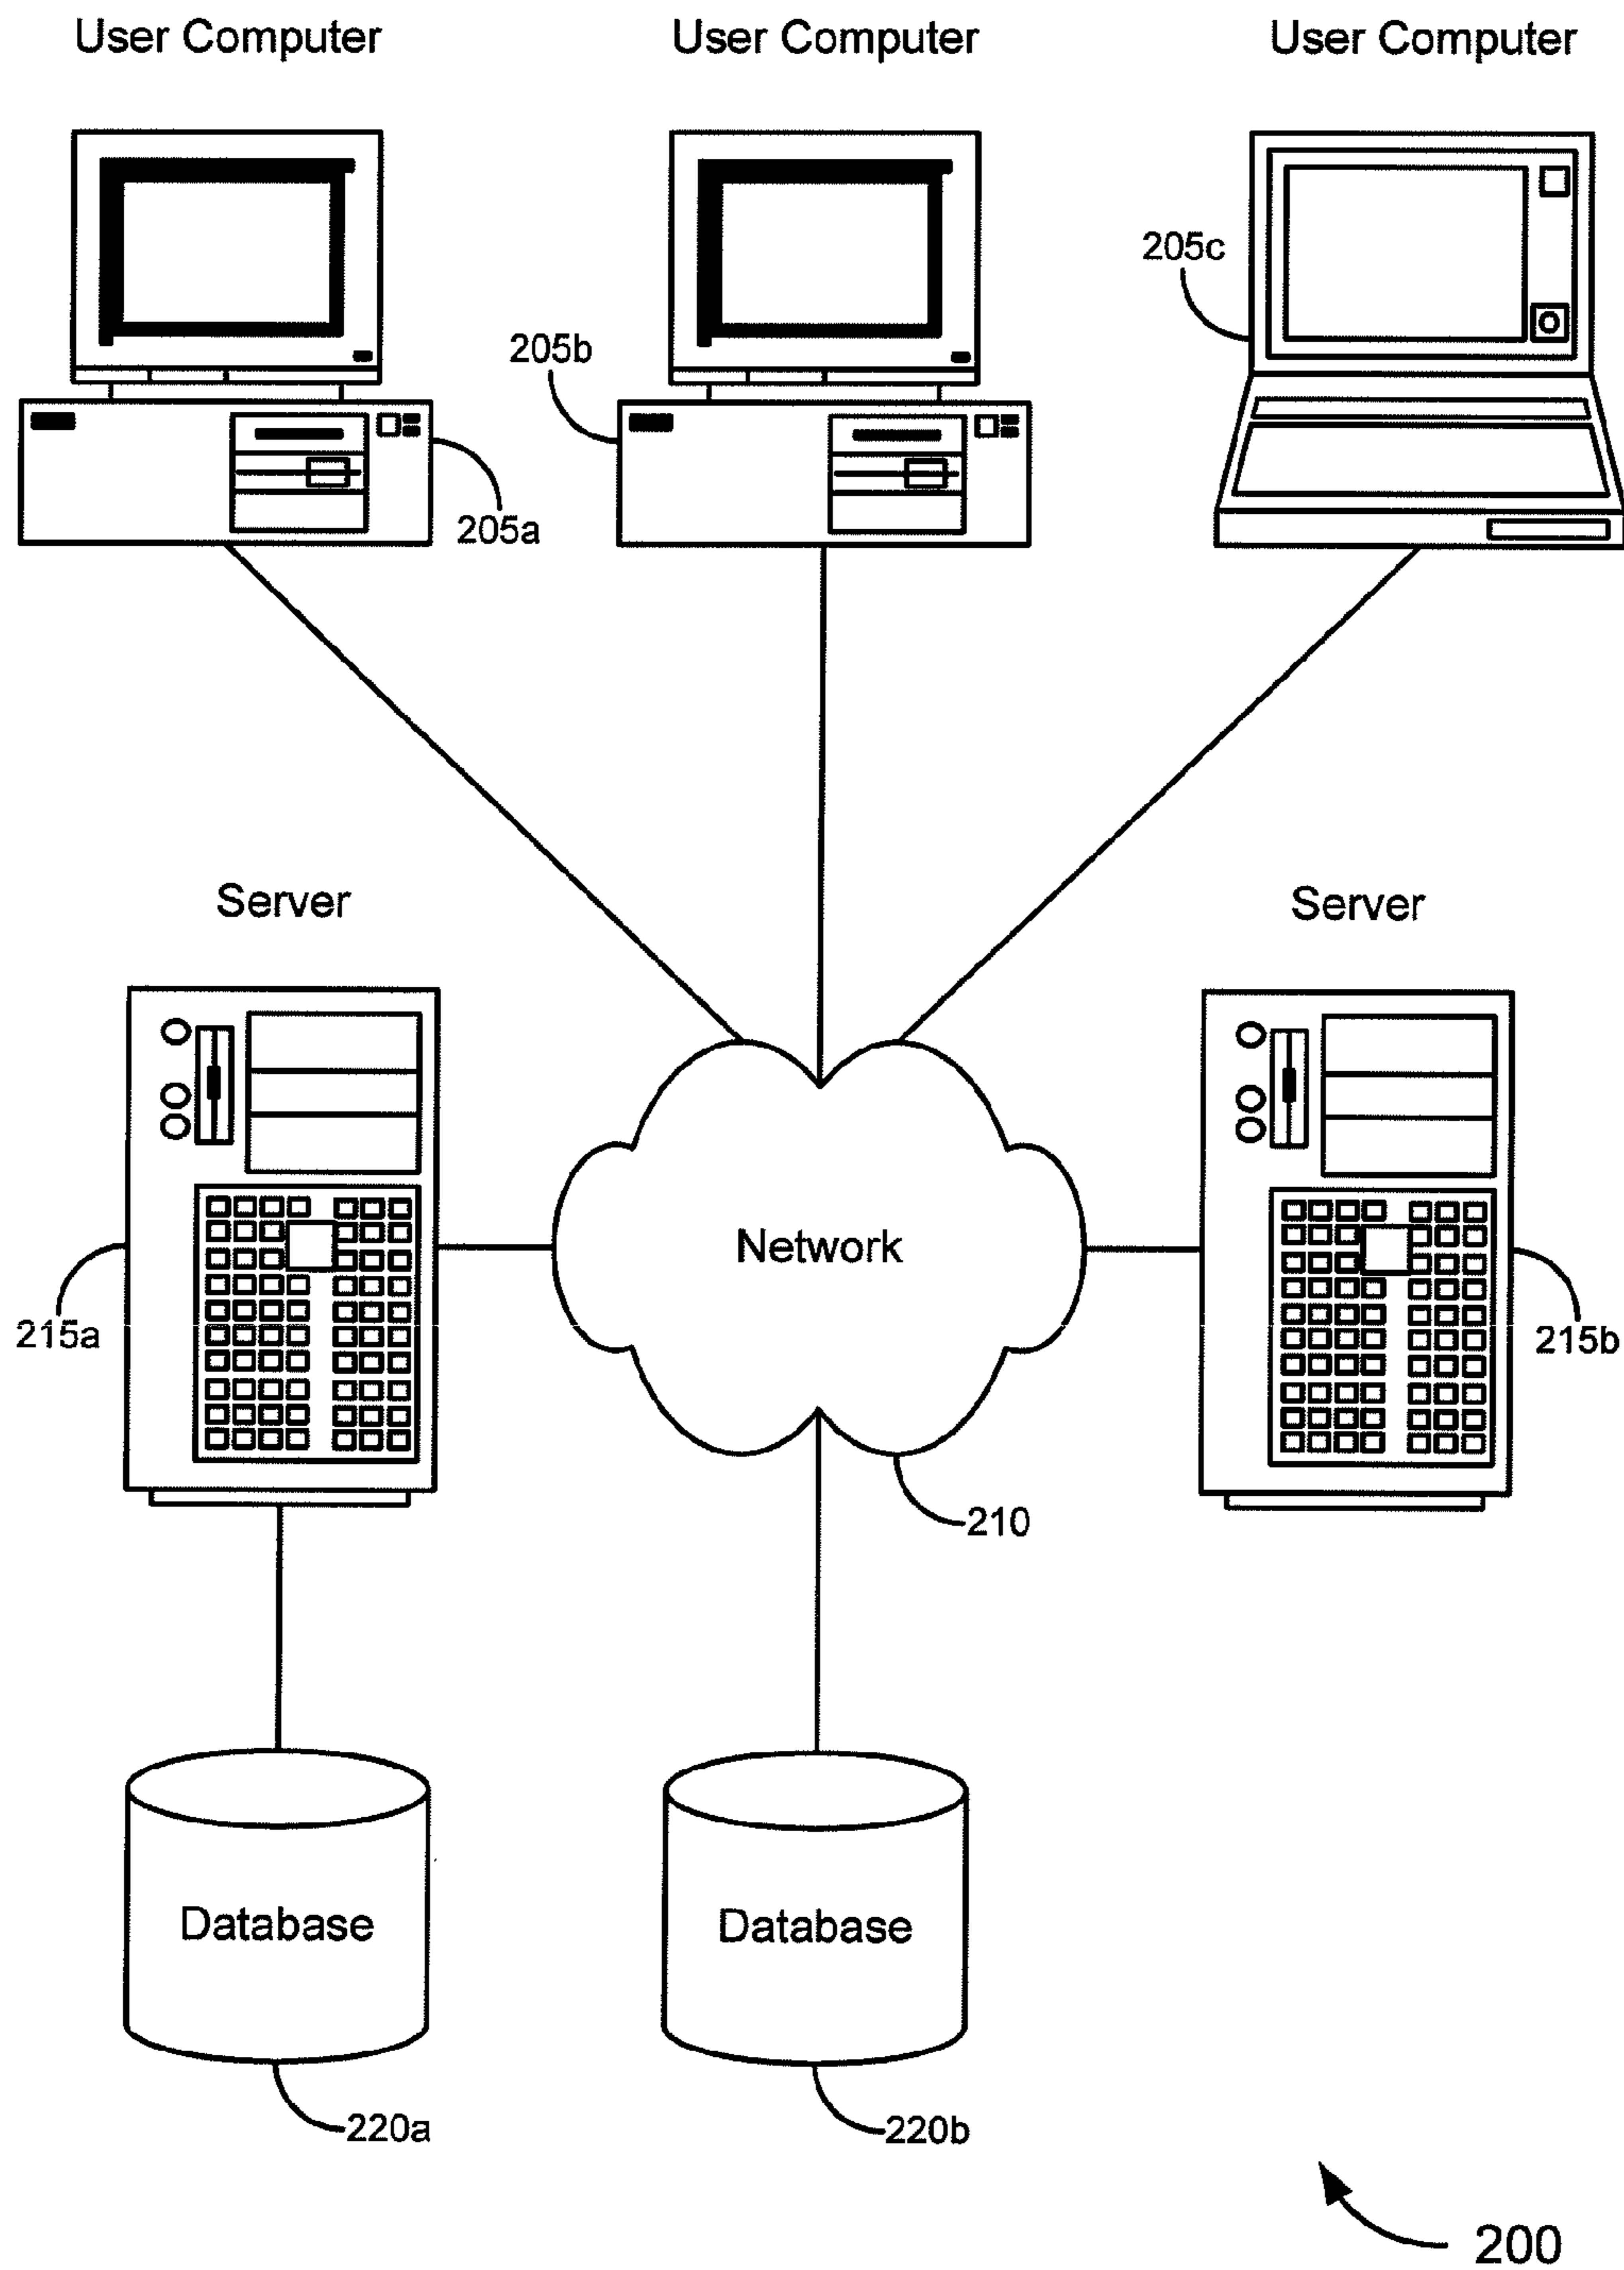 User Computer
User Computer
User Computer
205c
205b
205a
Server
Server
Network
215a
215b
210
Database
Database
220a
220b
200